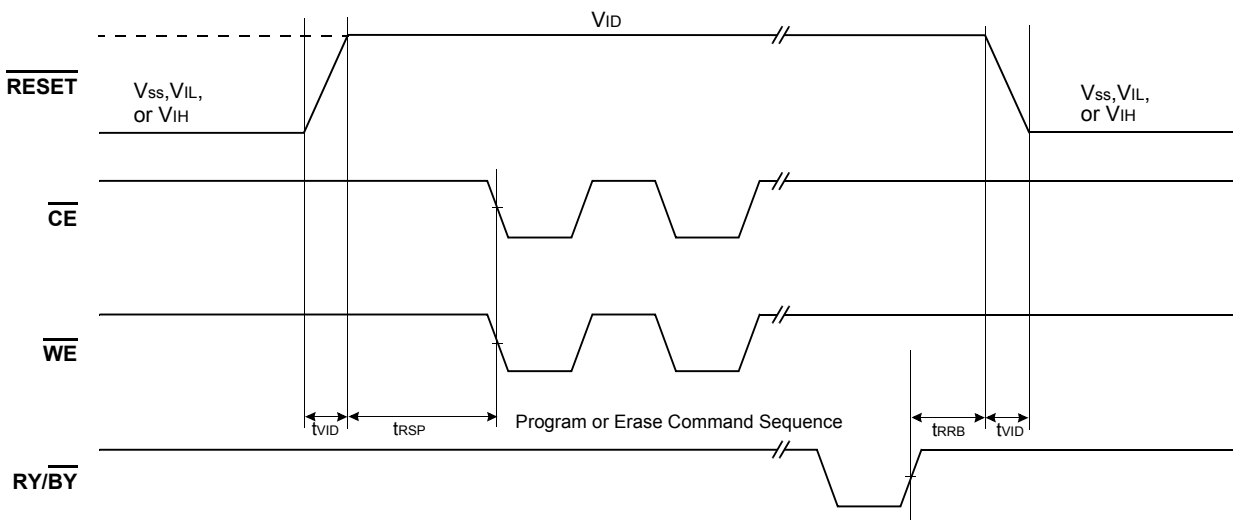 VID
RESET
Vss,VIL,
or VIH
Vss,VIL,
or VIH
CE
WE
tVID
tRSP
Program or Erase Command Sequence
tRRB
tVID
RY/BY